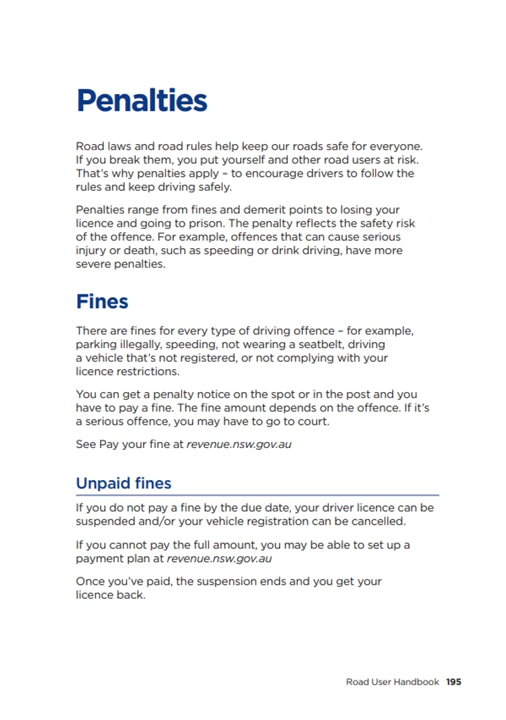 Penalties
Road laws and road rules help keep our roads safe for everyone.
If you break them, you put yourself and other road users at risk.
That's why penalties apply – to encourage drivers to follow the
rules and keep driving safely.
Penalties range from fines and demerit points to losing your
licence and going to prison. The penalty reflects the safety risk
of the offence. For example, offences that can cause serious
injury or death, such as speeding or drink driving, have more
severe penalties.
Fines
There are fines for every type of driving offence – for example,
parking illegally, speeding, not wearing a seatbelt, driving
a vehicle that's not registered, or not complying with your
licence restrictions.
You can get a penalty notice on the spot or in the post and you
have to pay a fine. The fine amount depends on the offence. If it's
a serious offence, you may have to go to court.
See Pay your fine at revenue.nsw.gov.au
Unpaid fines
If you do not pay a fine by the due date, your driver licence can be
suspended and/or your vehicle registration can be cancelled.
If you cannot pay the full amount, you may be able to set up a
payment plan at revenue.nsw.gov.au
Once you've paid, the suspension ends and you get your
licence back.
Road User Handbook 195